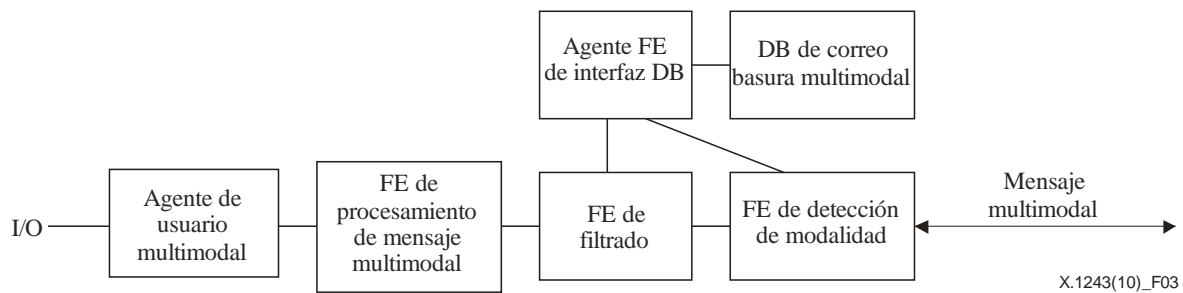 Agente FE
de interfaz DB
DB de correo
basura multimodal
I/O
Agente de
usuario
multimodal
FE de
procesamiento
de mensaje
multimodal
FE de
filtrado
FE de detección
de modalidad
Mensaje
multimodal
X.1243(10)_F03